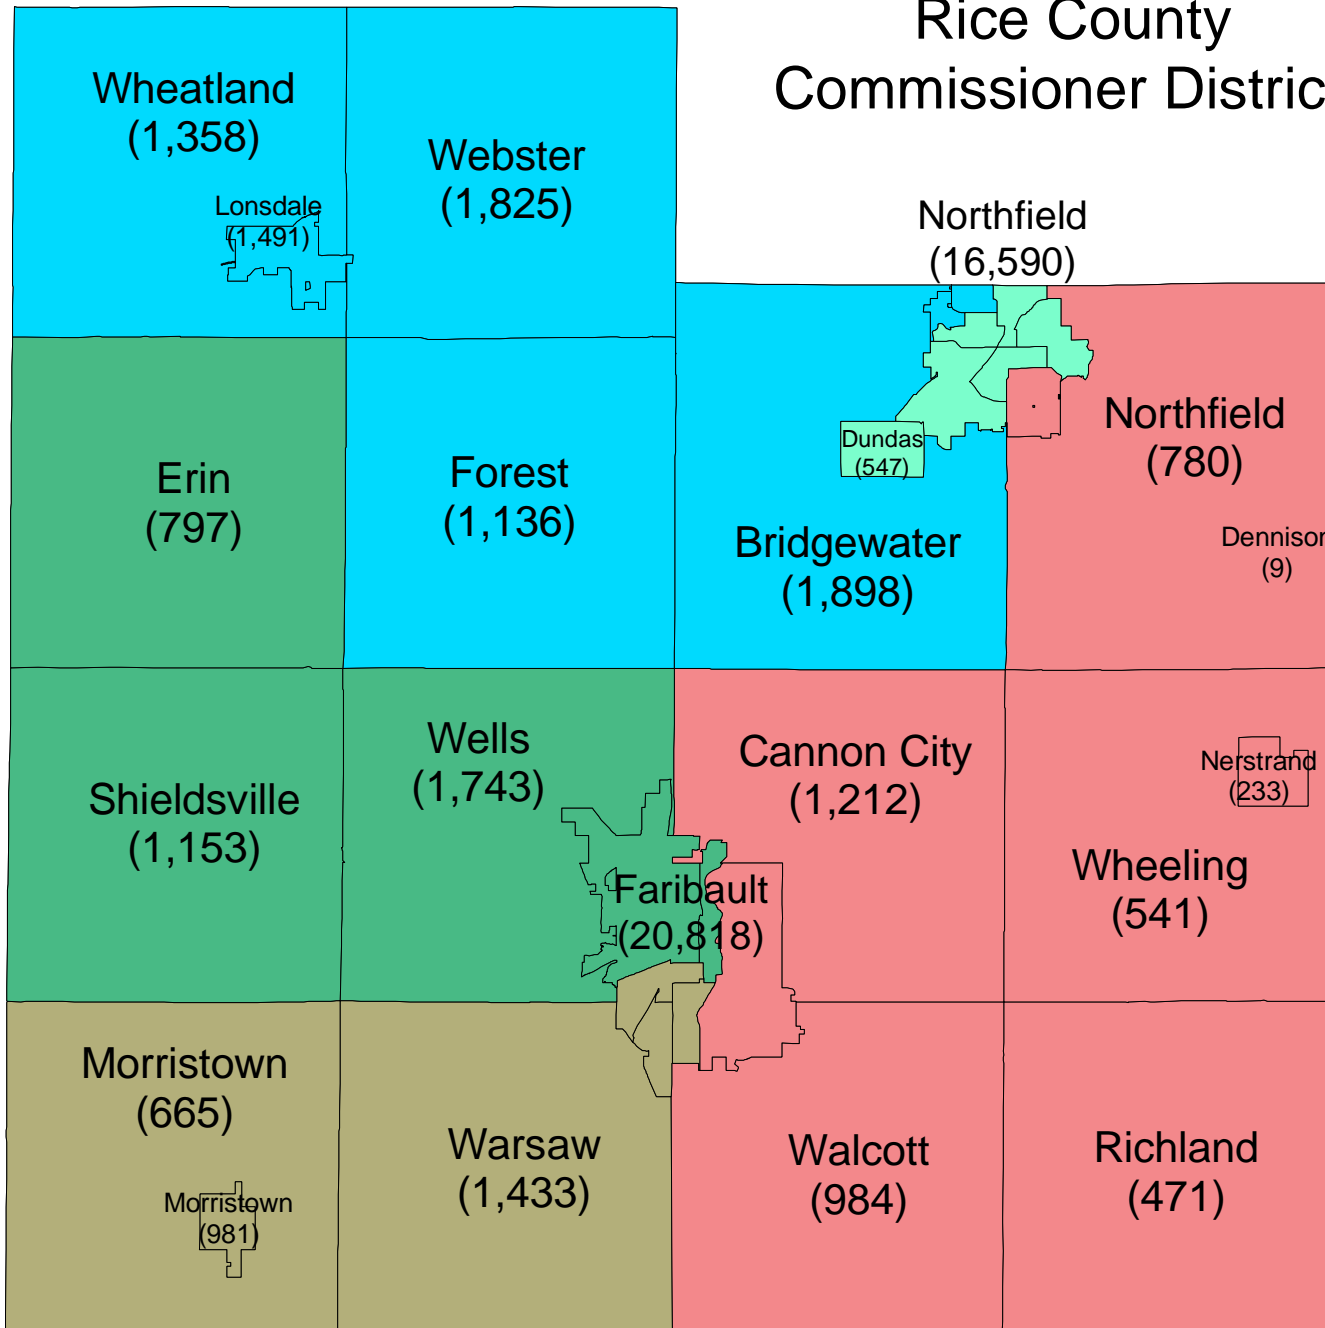 Rice County
Commissioner Distric
Wheatland
(1,358)
Webster
(1,825)
Lonsdale
(1,491)
Northfield
(16,590)
Erin
(797)
Forest
(1,136)
Dundas
(547)
Northfield
(780)
Bridgewater
(1,898)
Dennison
(9)
Shieldsville
(1,153)
Wells
(1,743)
Cannon City
(1,212)
Nerstrand
(233)
Faribault
(20,818)
Wheeling
(541)
Morristown
(665)
Morristown
(981)
Warsaw
(1,433)
Walcott
(984)
Richland
(471)